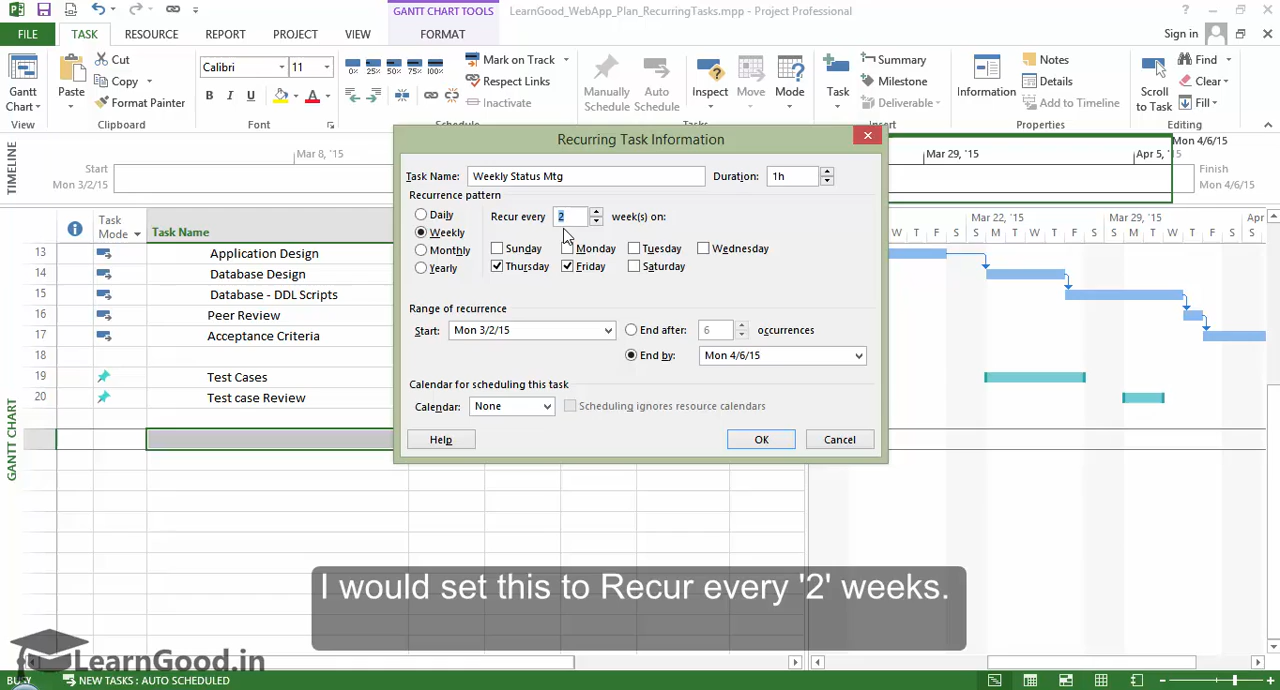 GANTT CHART TOOLS
LearnGood_WebApp_Plan_RecurringTasks.mpp - Project Professional
FILE TASK RESOURCE REPORT PROJECT VIEW FORMAT Sign in
Gantt Chart
Paste
Cut
Copy
Format Painter
Calibri 11
B I U A
0% 25% 50% 75% 100%
Mark on Track
Respect Links
Inactivate
Manually Schedule
Auto Schedule
Inspect
Move
Mode
Task
Summary
Milestone
Deliverable
Information
Notes
Details
Add to Timeline
Scroll to Task
Find
Clear
Fill
View Clipboard Font Schedule Tasks Insert Properties Editing
TIMELINE
Start
Mon 3/2/15
Mar 8, '15
Mar 29, '15
Apr 5, '15
Mon 4/6/15
Finish
Mon 4/6/15
Recurring Task Information
Task Name: Weekly Status Mtg Duration: 1h
Recurrence pattern
Daily
Weekly
Monthly
Yearly
Recur every 2 week(s) on:
Sunday Monday Tuesday Wednesday
Thursday Friday Saturday
Range of recurrence
Start: Mon 3/2/15 End after: 6 occurrences
End by: Mon 4/6/15
Calendar for scheduling this task
Calendar: None Scheduling ignores resource calendars
Help OK Cancel
GANTT CHART
Task Mode Task Name
Mar 22, '15 Mar 29, '15 Apr
W T F S S M T W T F S S M T W T F S S
13 Application Design
14 Database Design
15 Database - DDL Scripts
16 Peer Review
17 Acceptance Criteria
18
19 Test Cases
20 Test case Review
I would set this to Recur every '2' weeks.
LearnGood.in
NEW TASKS : AUTO SCHEDULED